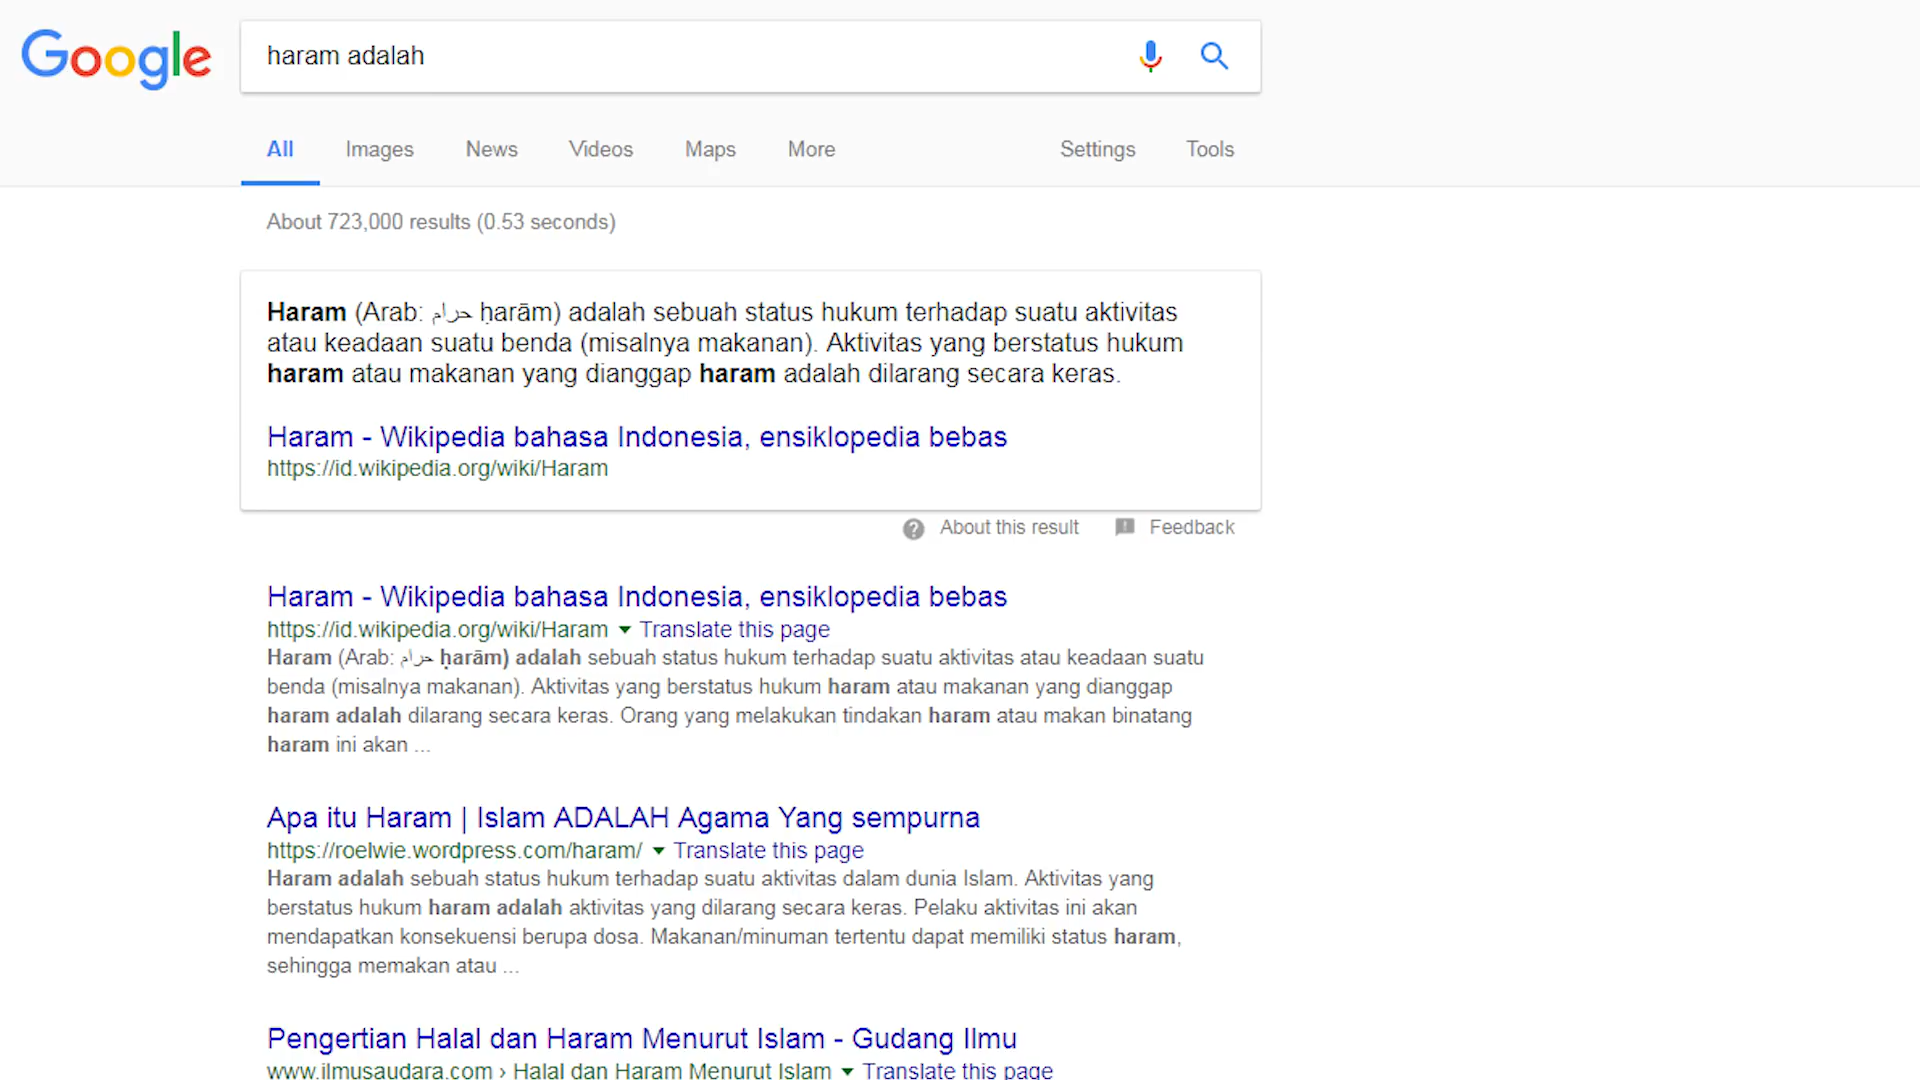 Google
haram adalah
All Images News Videos Maps More Settings Tools
About 723,000 results (0.53 seconds)
Haram (Arab: حرام ḥarām) adalah sebuah status hukum terhadap suatu aktivitas
atau keadaan suatu benda (misalnya makanan). Aktivitas yang berstatus hukum
haram atau makanan yang dianggap haram adalah dilarang secara keras.
Haram - Wikipedia bahasa Indonesia, ensiklopedia bebas
https://id.wikipedia.org/wiki/Haram
About this result Feedback
Haram - Wikipedia bahasa Indonesia, ensiklopedia bebas
https://id.wikipedia.org/wiki/Haram Translate this page
Haram (Arab: حرام ḥarām) adalah sebuah status hukum terhadap suatu aktivitas atau keadaan suatu
benda (misalnya makanan). Aktivitas yang berstatus hukum haram atau makanan yang dianggap
haram adalah dilarang secara keras. Orang yang melakukan tindakan haram atau makan binatang
haram ini akan ...
Apa itu Haram | Islam ADALAH Agama Yang sempurna
https://roelwie.wordpress.com/haram/ Translate this page
Haram adalah sebuah status hukum terhadap suatu aktivitas dalam dunia Islam. Aktivitas yang
berstatus hukum haram adalah aktivitas yang dilarang secara keras. Pelaku aktivitas ini akan
mendapatkan konsekuensi berupa dosa. Makanan/minuman tertentu dapat memiliki status haram,
sehingga memakan atau ...
Pengertian Halal dan Haram Menurut Islam - Gudang Ilmu
www.ilmusaudara.com › Halal dan Haram Menurut Islam Translate this page